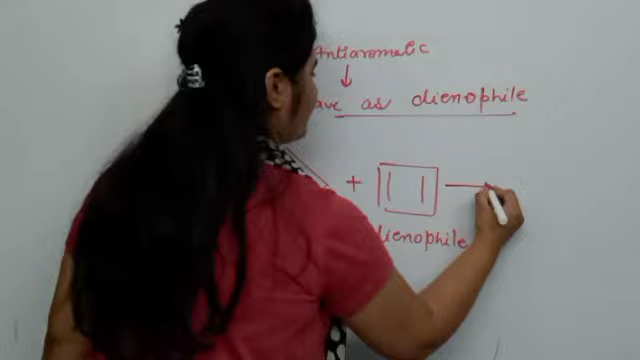 Antiaromatic
↓
ave as dienophile
+
dienophile